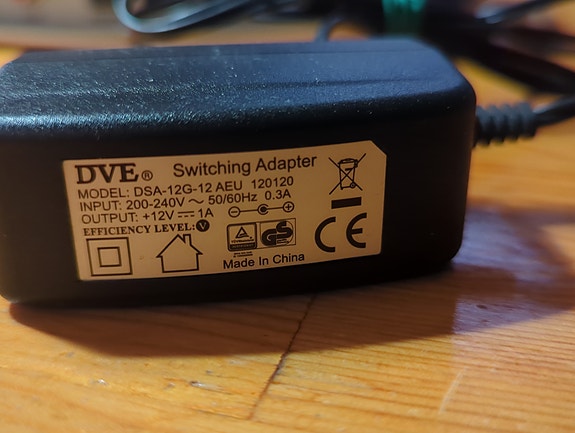 DVE® Switching Adapter
MODEL: DSA-12G-12 AEU 120120
INPUT: 200-240V ~ 50/60Hz 0.3A
OUTPUT: +12V ⎓ 1A
EFFICIENCY LEVEL: V
GS
CE
Made In China